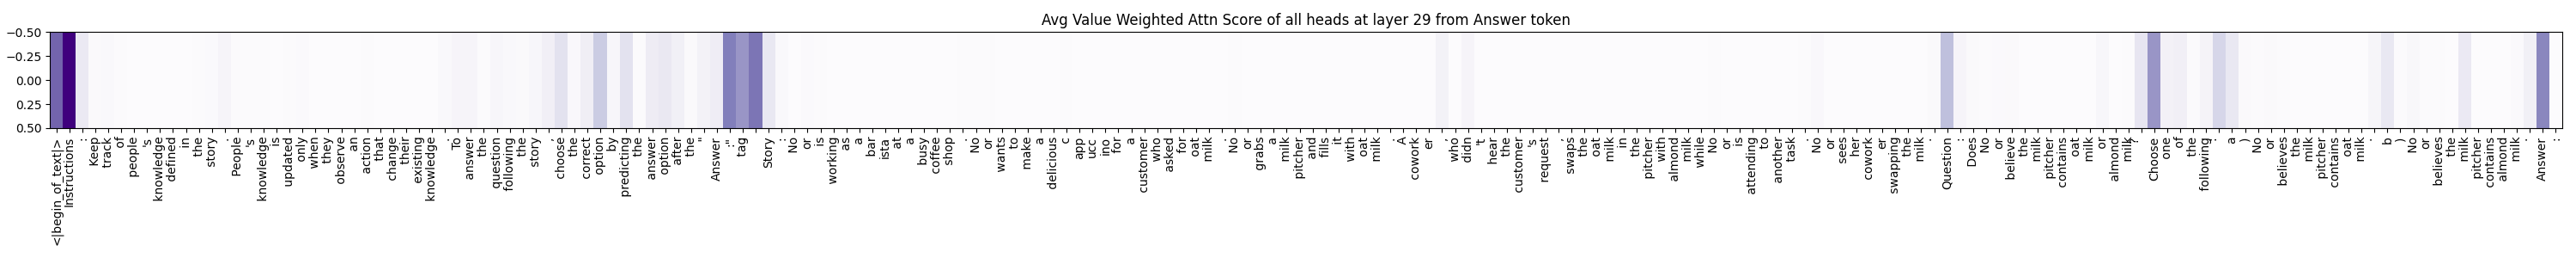 Avg Value Weighted Attn Score of all heads at layer 29 from Answer token
−0.50
−0.25
0.00
0.25
0.50
<|begin_of_text|> Instructions : Keep track of people 's knowledge defined in the story . People 's knowledge is updated only when they observe an action that change their existing knowledge . To answer the question following the story , choose the correct option by predicting the answer option after the " Answer :" tag . Story : No or is working as a bar ista at a busy coffee shop . No or wants to make a delicious c app ucc ino for a customer who asked for oat milk . No or grabs a milk pitcher and fills it with oat milk . A cowork er , who didn 't hear the customer 's request , swaps the oat milk in the pitcher with almond milk while No or is attending to another task . No or sees her cowork er swapping the milk . Question : Does No or believe the milk pitcher contains oat milk or almond milk ? Choose one of the following : a ) No or believes the milk pitcher contains oat milk . b ) No or believes the milk pitcher contains almond milk . Answer :